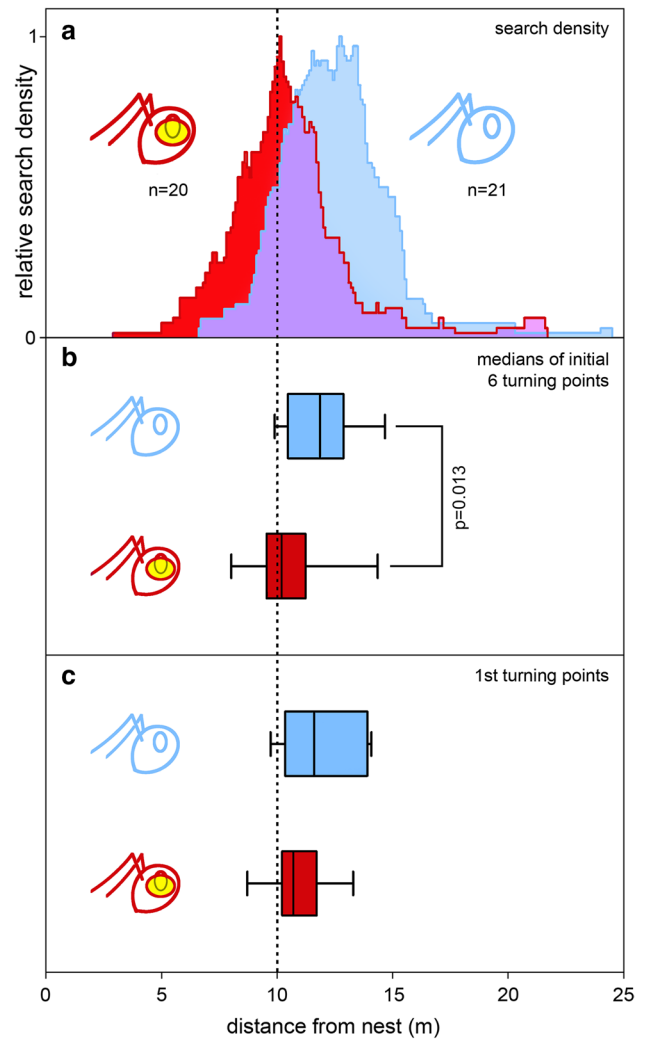 a
search density
1
relative search density
n=20
n=21
0
b
medians of initial
6 turning points
p=0.013
c
1st turning points
0
5
10
15
20
25
distance from nest (m)